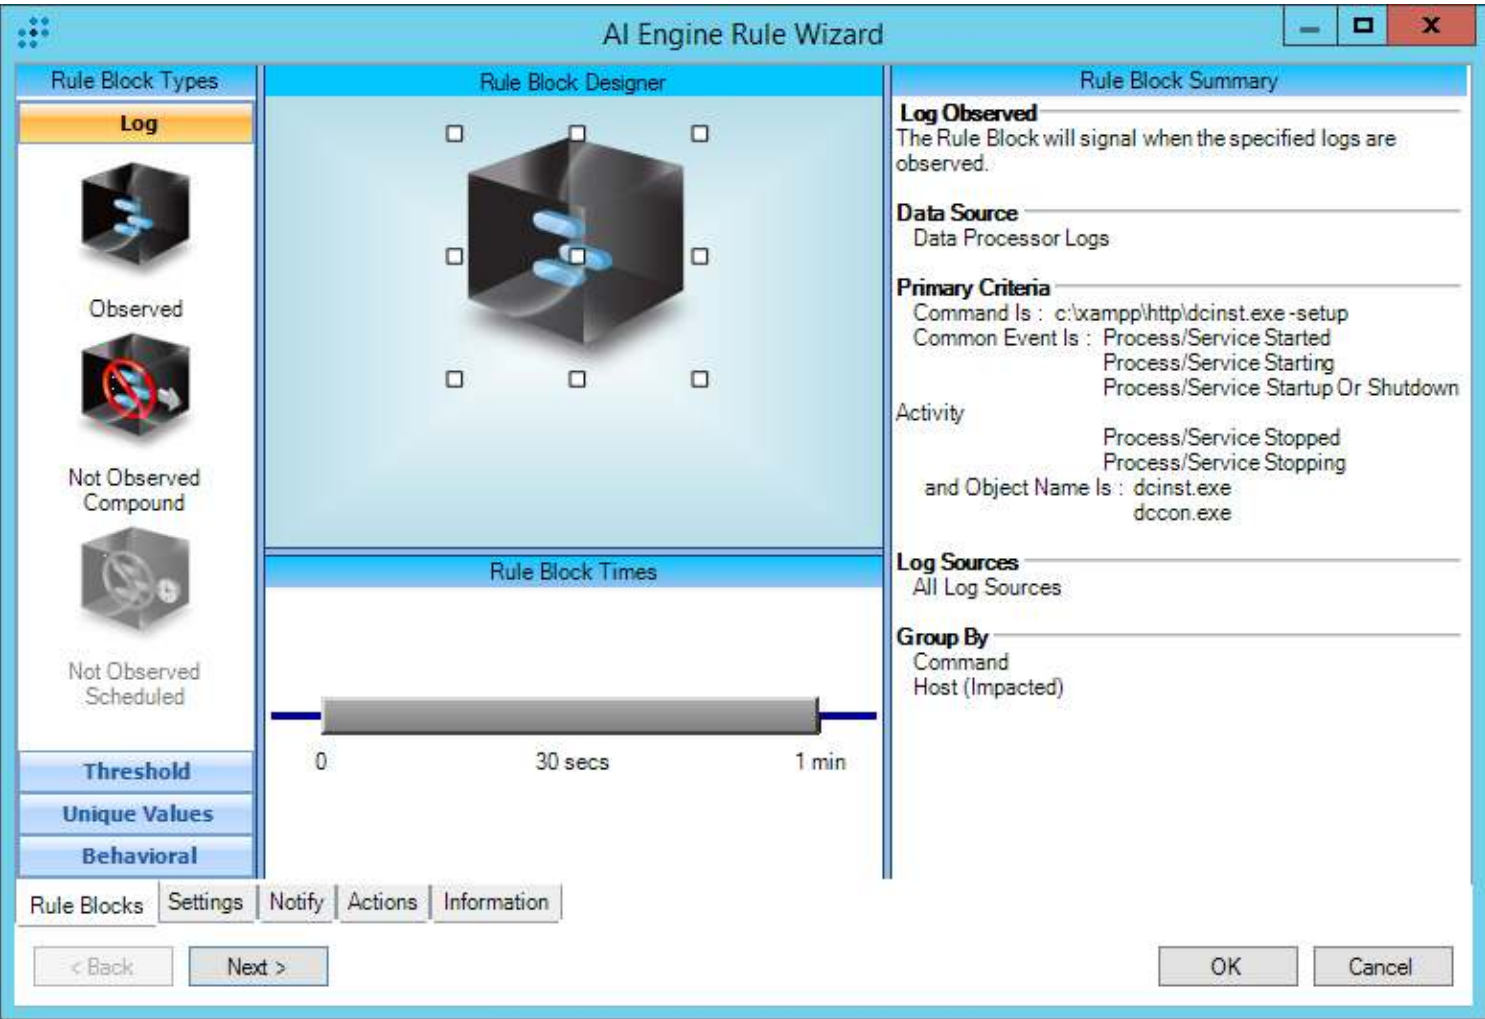 AI Engine Rule Wizard
Rule Block Types
Log
Observed
Not Observed
Compound
Not Observed
Scheduled
Threshold
Unique Values
Behavioral
Rule Block Designer
Rule Block Times
0
30 secs
1 min
Rule Block Summary
Log Observed
The Rule Block will signal when the specified logs are
observed.
Data Source
Data Processor Logs
Primary Criteria
Command Is : c:\xampp\http\dcinst.exe -setup
Common Event Is : Process/Service Started
Process/Service Starting
Process/Service Startup Or Shutdown
Activity
Process/Service Stopped
Process/Service Stopping
and Object Name Is : dcinst.exe
dccon.exe
Log Sources
All Log Sources
Group By
Command
Host (Impacted)
Rule Blocks
Settings
Notify
Actions
Information
< Back
Next >
OK
Cancel